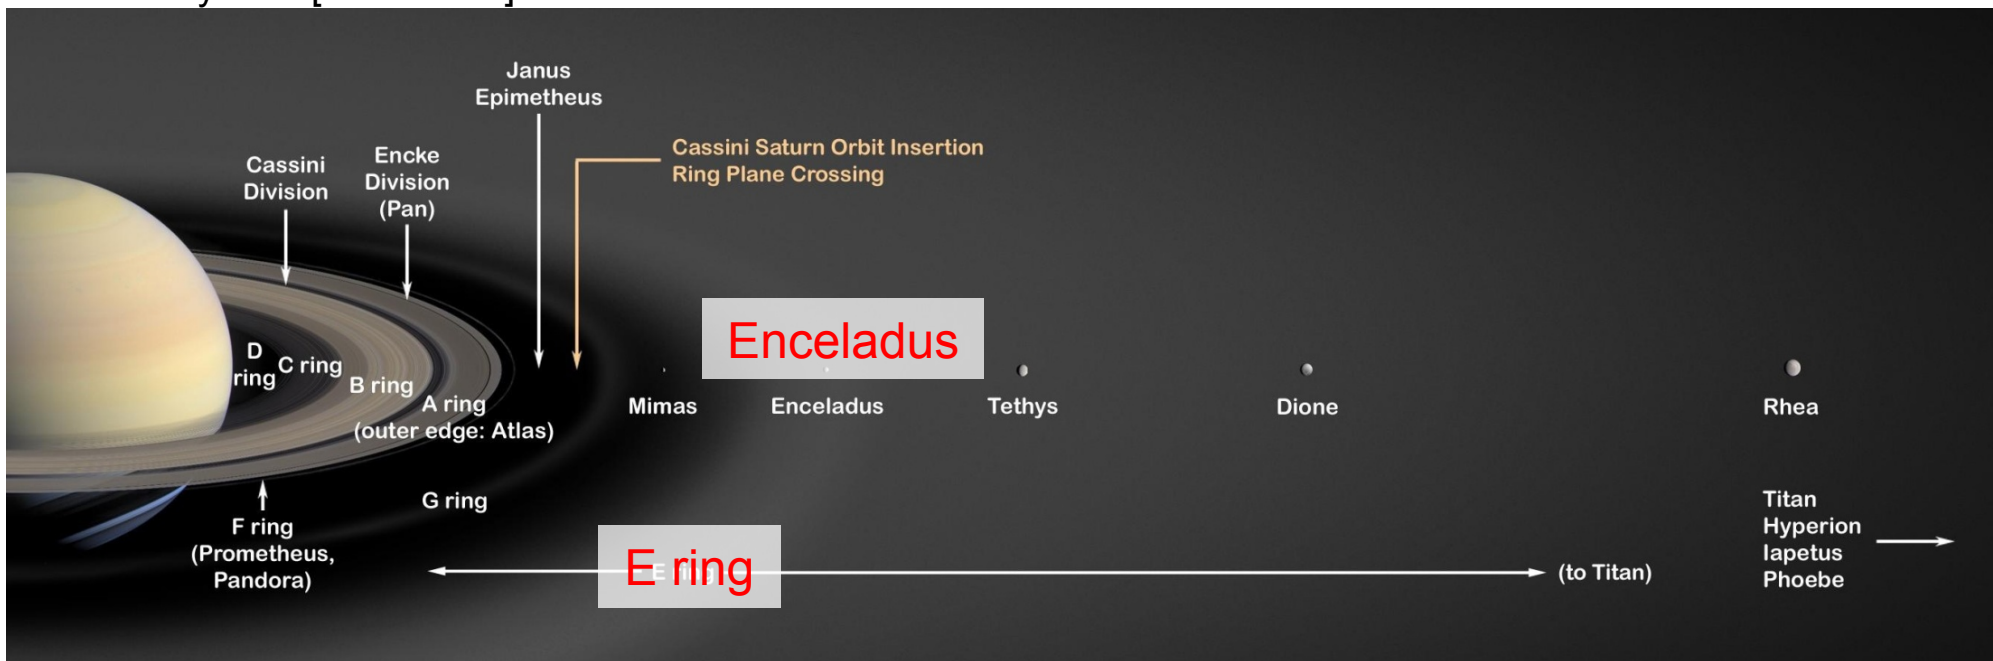 Janus
Epimetheus
Cassini Saturn Orbit Insertion
Ring Plane Crossing
Cassini
Division
Encke
Division
(Pan)
Enceladus
D
ring
C ring
B ring
A ring
(outer edge: Atlas)
Mimas
Enceladus
Tethys
Dione
Rhea
G ring
F ring
(Prometheus,
Pandora)
E ring
E ring
(to Titan)
Titan
Hyperion
Iapetus
Phoebe